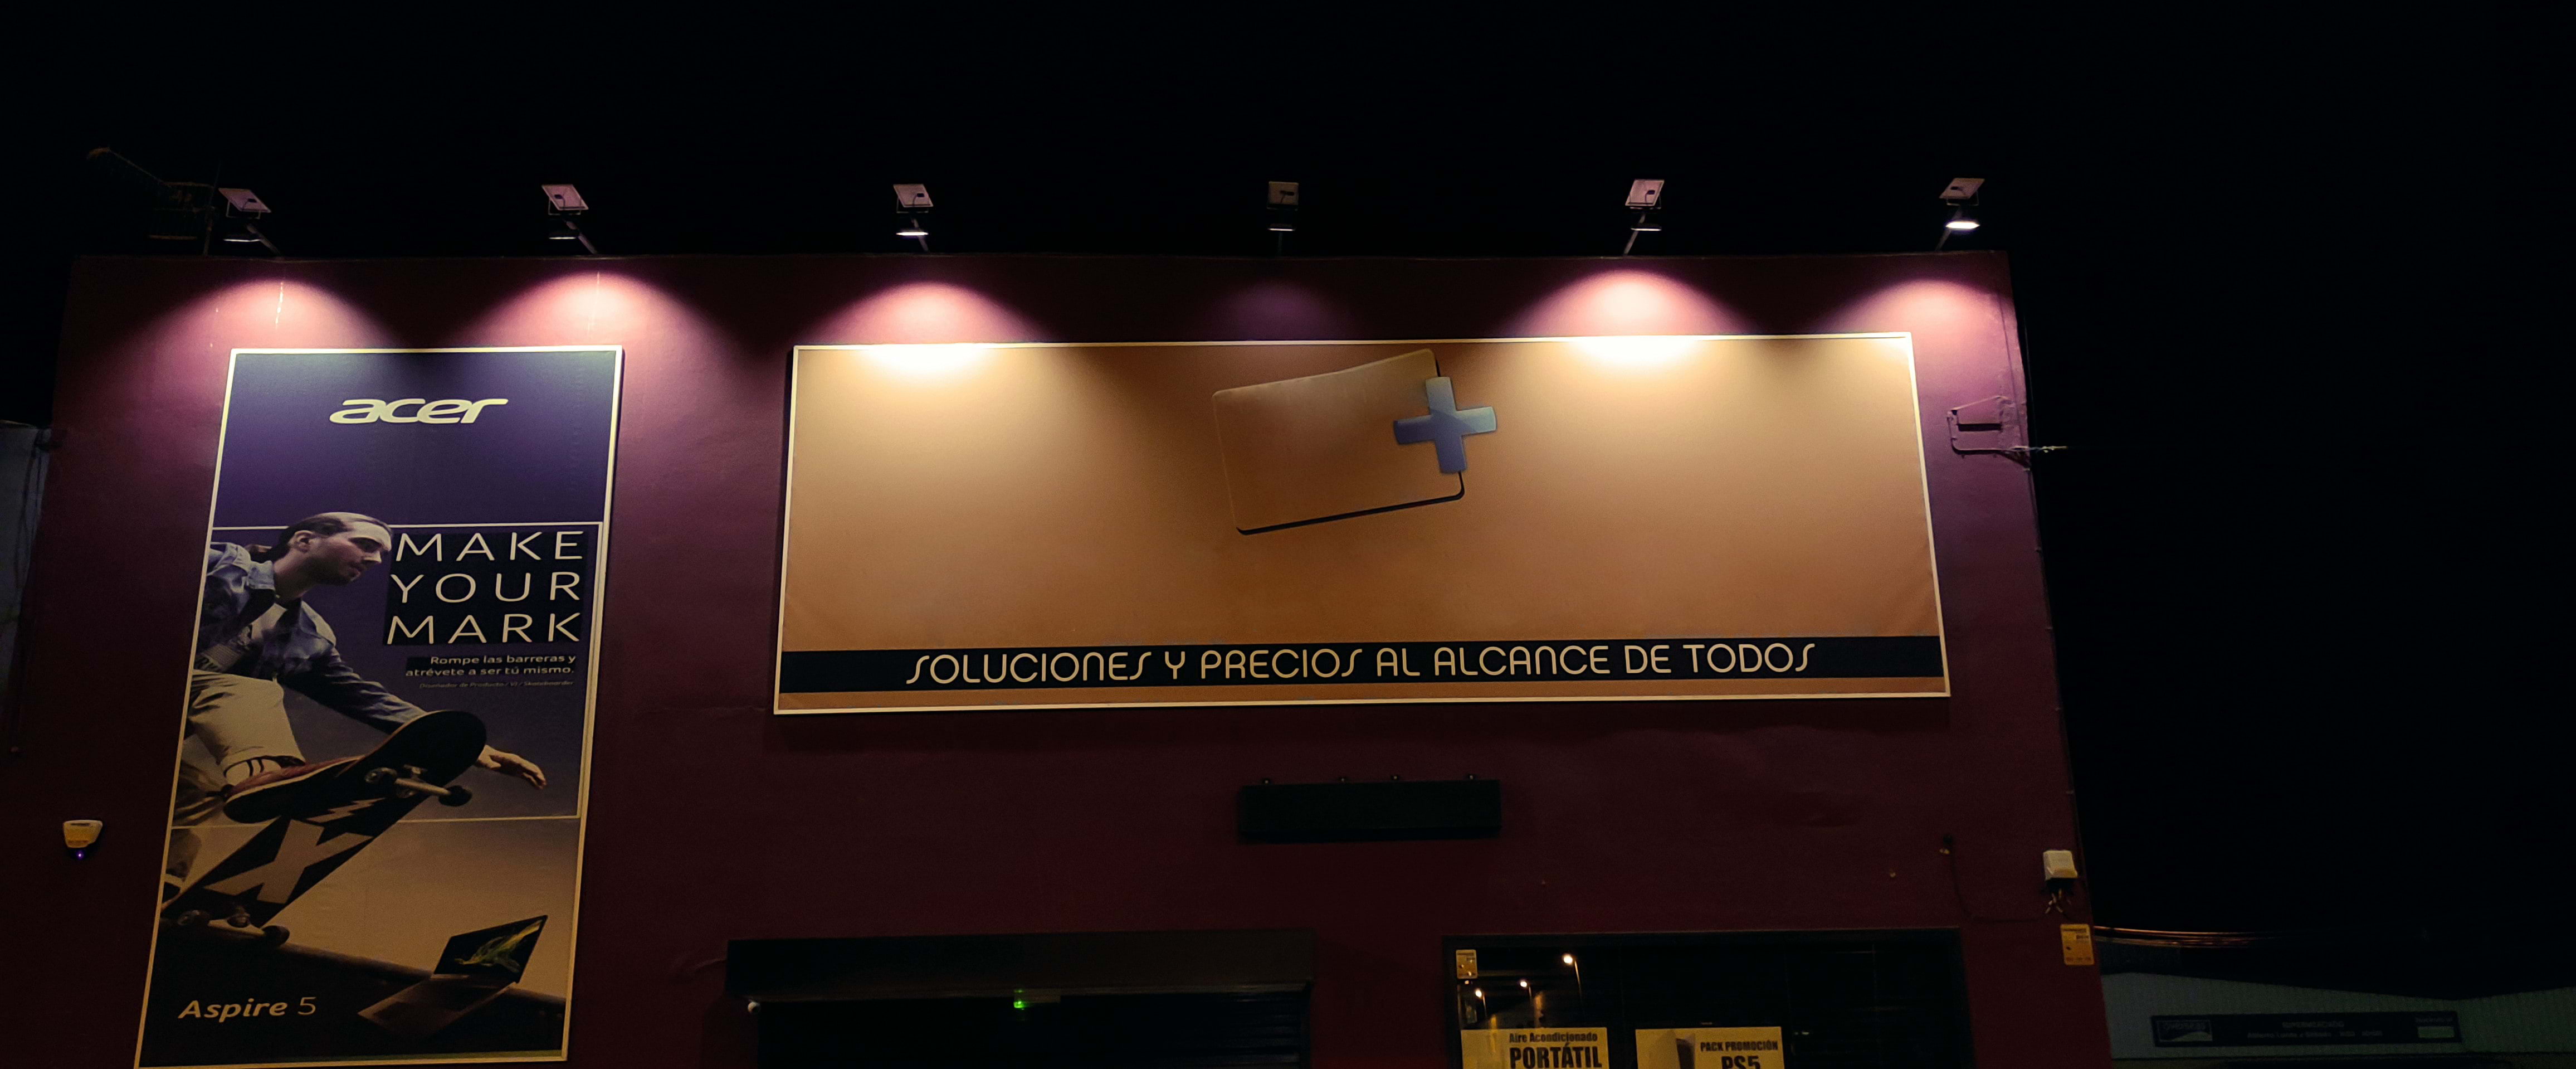 acer
MAKE
YOUR
MARK
Rompe las barreras y
atrévete a ser tú mismo.
Aspire 5
SOLUCIONES Y PRECIOS AL ALCANCE DE TODOS
Aire Acondicionado
PORTÁTIL
PACK PROMOCIÓN
PS5